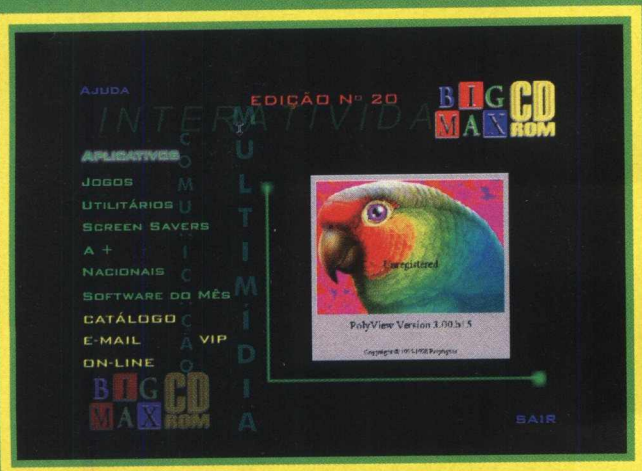 AJUDA
EDIÇÃO Nº 20
BIG
MAX
CD
ROM
INTERATIVIDA
COMUNICAÇÃO
MULTIMÍDIA
APLICATIVOS
JOGOS
UTILITÁRIOS
SCREEN SAVERS
A +
NACIONAIS
SOFTWARE DO MÊS
CATÁLOGO
E-MAIL VIP
ON-LINE
Unregistered
PolyView Version 3.00.b15
BIG
MAX
CD
ROM
SAIR